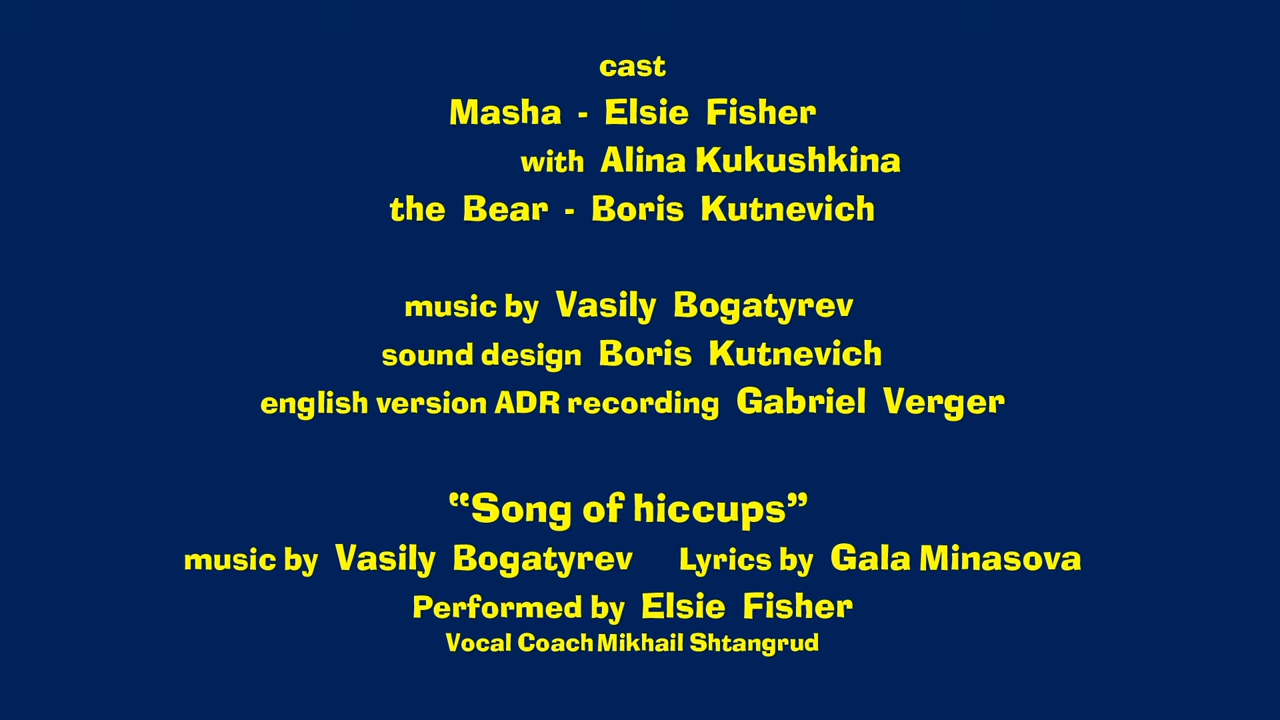 cast
Masha - Elsie Fisher
with Alina Kukushkina
the Bear - Boris Kutnevich
music by Vasily Bogatyrev
sound design Boris Kutnevich
english version ADR recording Gabriel Verger
“Song of hiccups”
music by Vasily Bogatyrev Lyrics by Gala Minasova
Performed by Elsie Fisher
Vocal Coach Mikhail Shtangrud